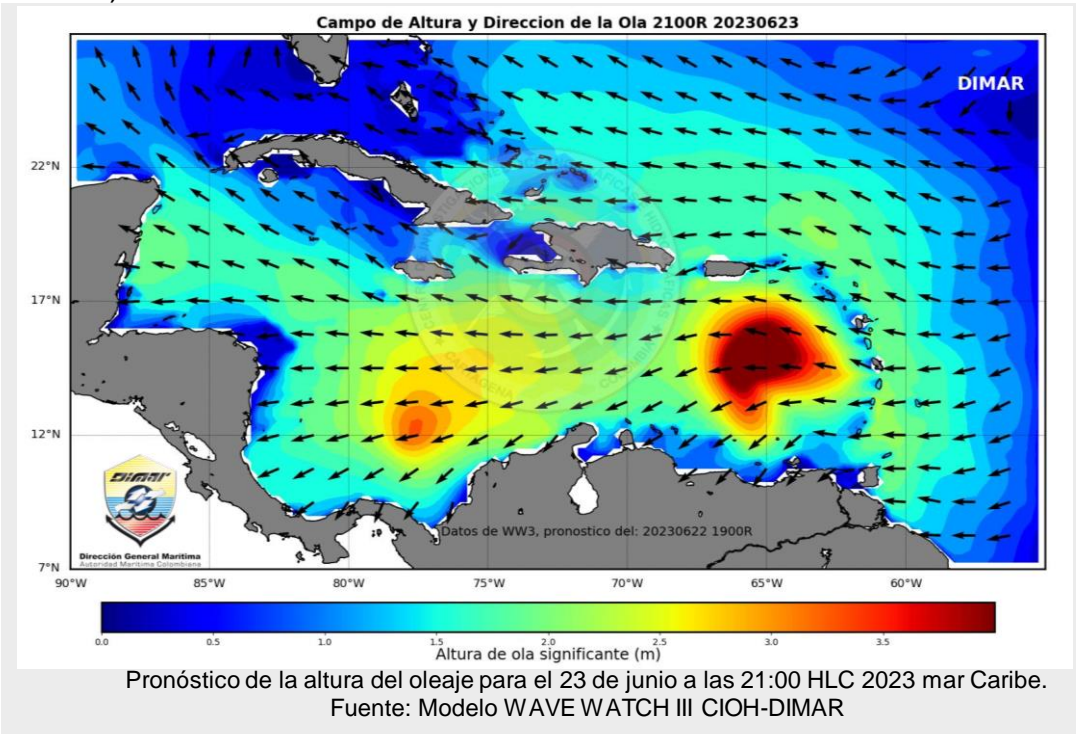 Campo de Altura y Direccion de la Ola 2100R 20230623
DIMAR
22°N
17°N
12°N
7°N
DIMAR
Dirección General Marítima
Autoridad Marítima Colombiana
Datos de WW3, pronostico del: 20230622 1900R
90°W 85°W 80°W 75°W 70°W 65°W 60°W
0.0 0.5 1.0 1.5 2.0 2.5 3.0 3.5
Altura de ola significante (m)
Pronóstico de la altura del oleaje para el 23 de junio a las 21:00 HLC 2023 mar Caribe.
Fuente: Modelo WAVE WATCH III CIOH-DIMAR